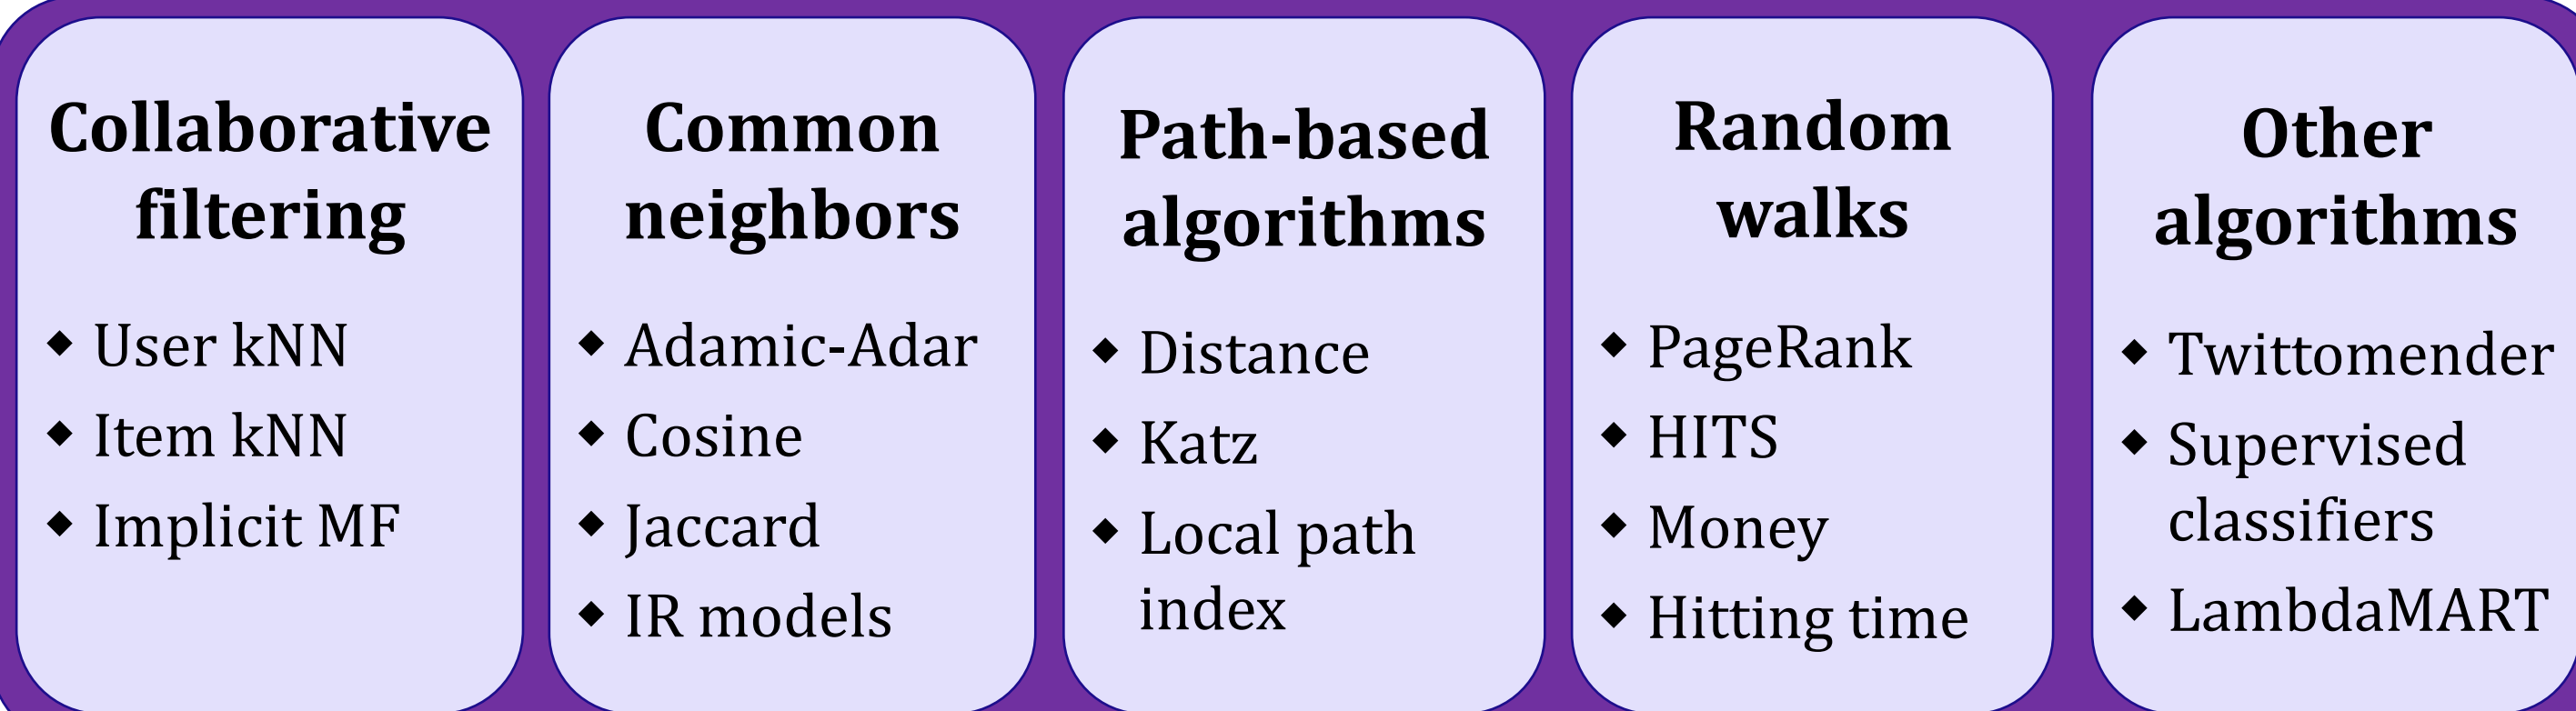 Collaborative
filtering
◆ User kNN
◆ Item kNN
◆ Implicit MF
Common
neighbors
◆ Adamic-Adar
◆ Cosine
◆ Jaccard
◆ IR models
Path-based
algorithms
◆ Distance
◆ Katz
◆ Local path
index
Random
walks
◆ PageRank
◆ HITS
◆ Money
◆ Hitting time
Other
algorithms
◆ Twittomender
◆ Supervised
classifiers
◆ LambdaMART